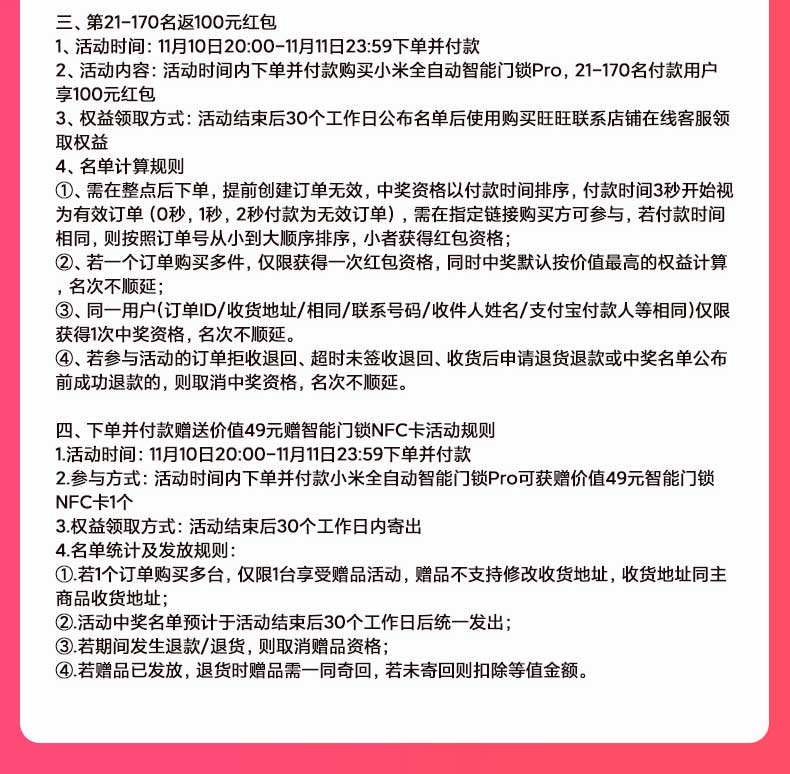 三、第21-170名返100元红包
1、活动时间：11月10日20:00-11月11日23:59下单并付款
2、活动内容：活动时间内下单并付款购买小米全自动智能门锁Pro，21-170名付款用户
享100元红包
3、权益领取方式：活动结束后30个工作日公布名单后使用购买旺旺联系店铺在线客服领
取权益
4、名单计算规则
①、需在整点后下单，提前创建订单无效，中奖资格以付款时间排序，付款时间3秒开始视
为有效订单（0秒，1秒，2秒付款为无效订单），需在指定链接购买方可参与，若付款时间
相同，则按照订单号从小到大顺序排序，小者获得红包资格；
②、若一个订单购买多件，仅限获得一次红包资格，同时中奖默认按价值最高的权益计算
，名次不顺延；
③、同一用户(订单ID/收货地址/相同/联系号码/收件人姓名/支付宝付款人等相同)仅限
获得1次中奖资格，名次不顺延。
④、若参与活动的订单拒收退回、超时未签收退回、收货后申请退货退款或中奖名单公布
前成功退款的，则取消中奖资格，名次不顺延。
四、下单并付款赠送价值49元赠智能门锁NFC卡活动规则
1.活动时间：11月10日20:00-11月11日23:59下单并付款
2.参与方式：活动时间内下单并付款小米全自动智能门锁Pro可获赠价值49元智能门锁
NFC卡1个
3.权益领取方式：活动结束后30个工作日内寄出
4.名单统计及发放规则：
①.若1个订单购买多台，仅限1台享受赠品活动，赠品不支持修改收货地址，收货地址同主
商品收货地址；
②.活动中奖名单预计于活动结束后30个工作日后统一发出；
③.若期间发生退款/退货，则取消赠品资格；
④.若赠品已发放，退货时赠品需一同奇回，若未寄回则扣除等值金额。